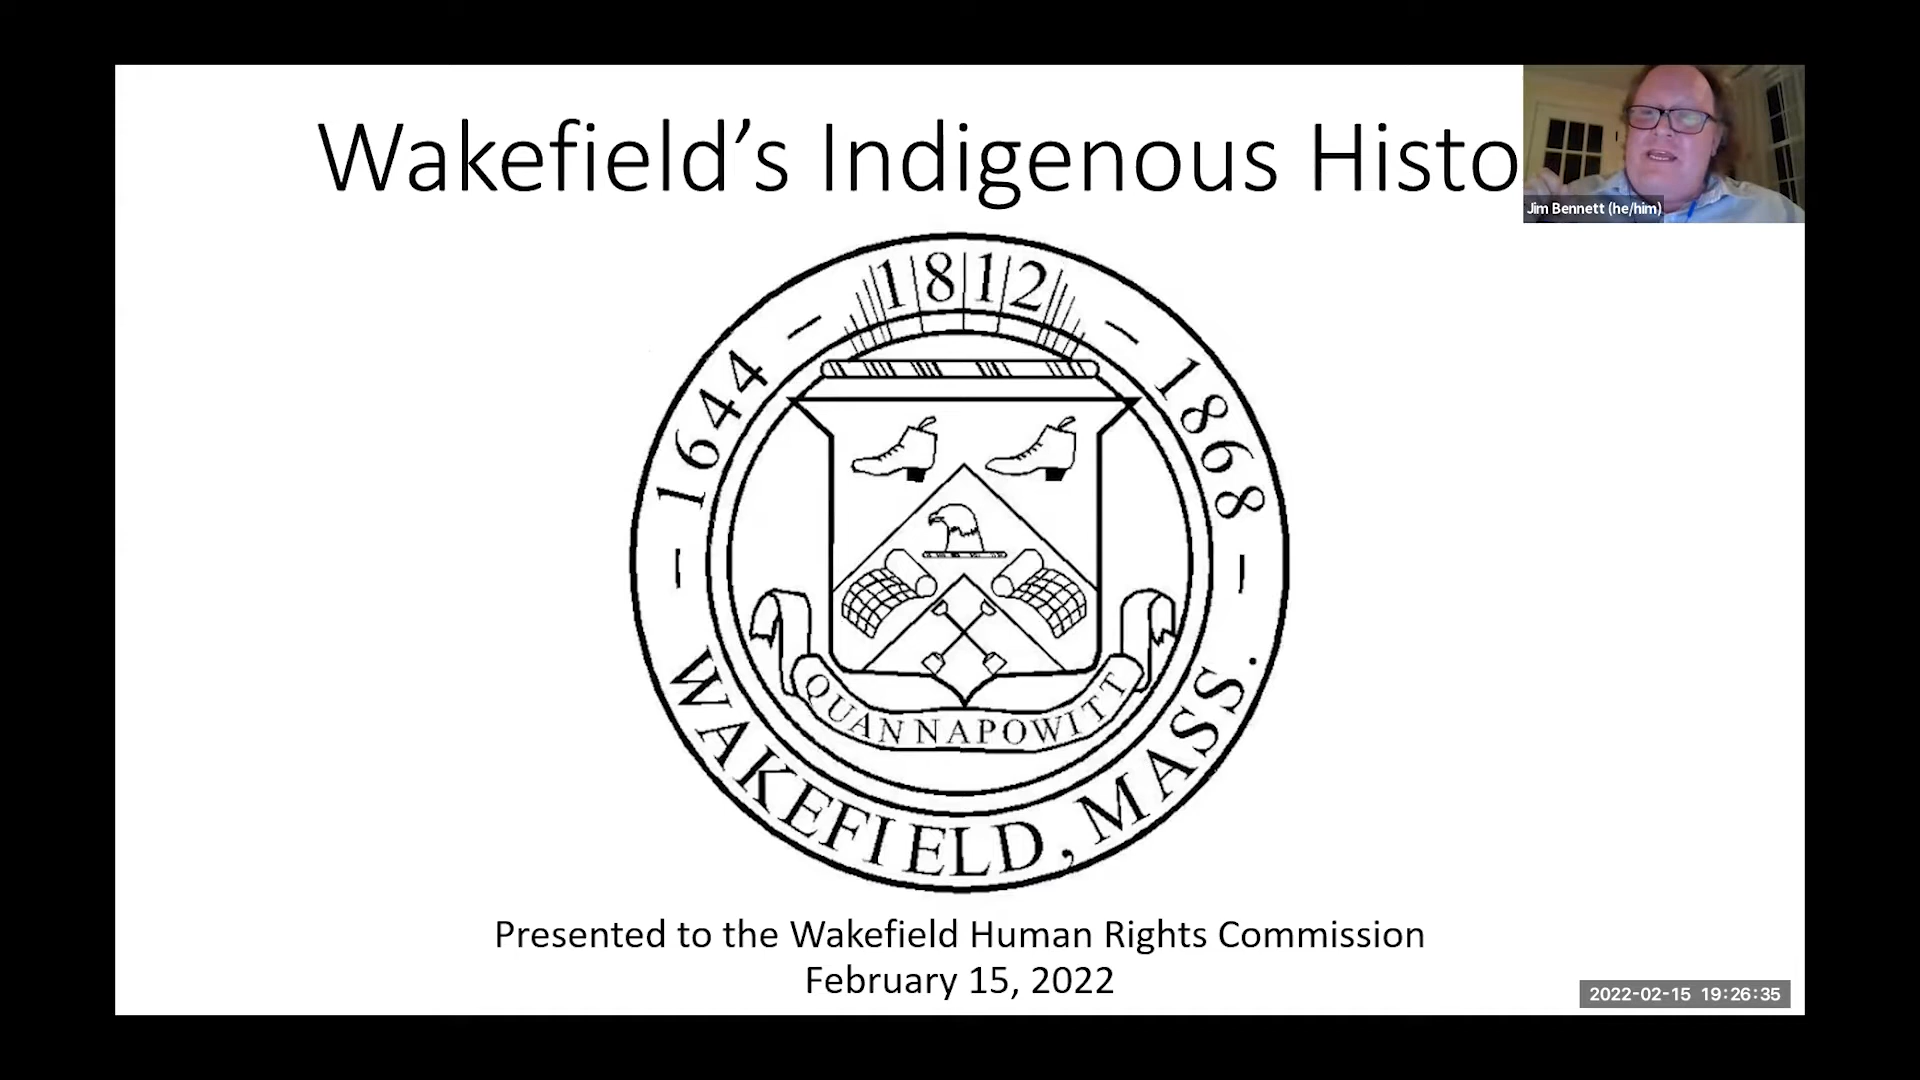 Wakefield's Indigenous Histo
Jim Bennett (he/him)
1644 – 1812 – 1868
QUANNAPOWITT
WAKEFIELD, MASS.
Presented to the Wakefield Human Rights Commission
February 15, 2022
2022-02-15 19:26:35